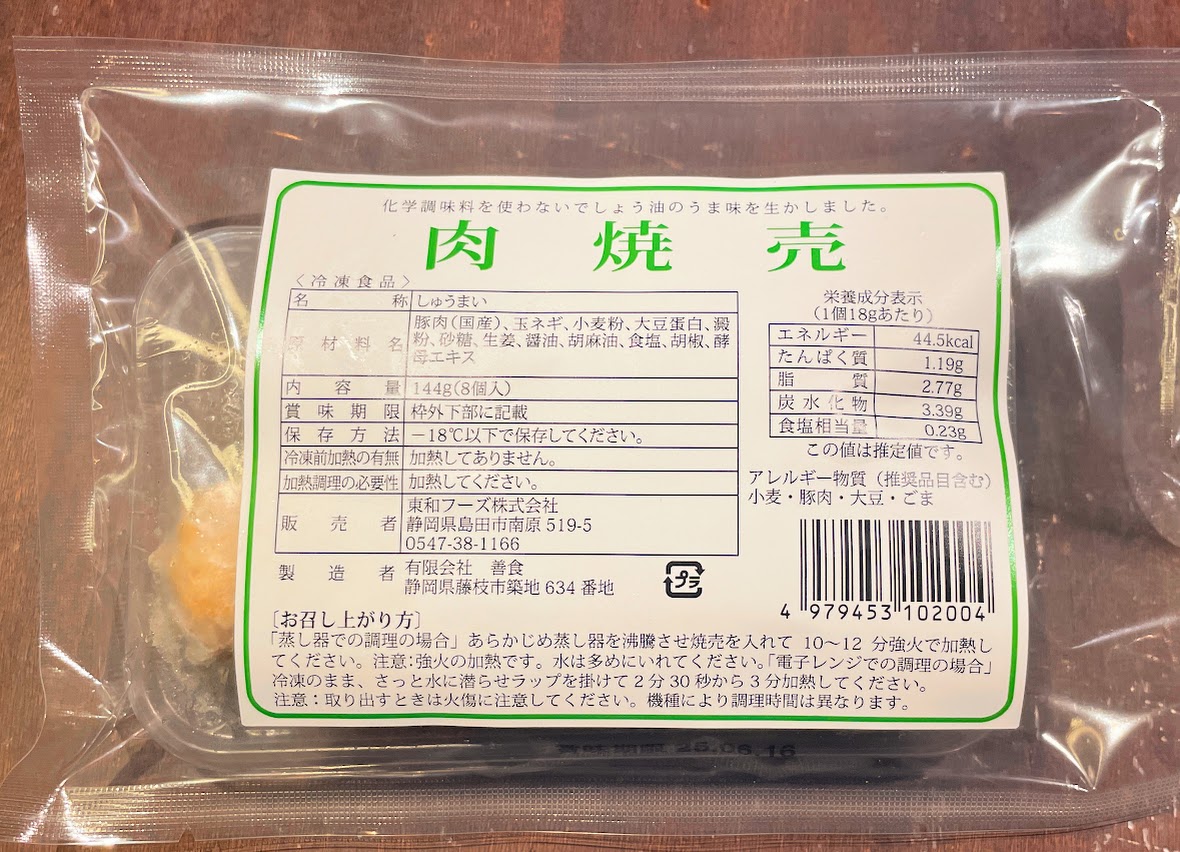 化学調味料を使わないでしょう油のうま味を生かしました。
肉焼売
〈冷凍食品〉
名称 しゅうまい
原材料名 豚肉(国産)、玉ネギ、小麦粉、大豆蛋白、澱
粉、砂糖、生姜、醤油、胡麻油、食塩、胡椒、酵
母エキス
内容量 144g(8個入)
賞味期限 枠外下部に記載
保存方法 −18℃以下で保存してください。
冷凍前加熱の有無 加熱してありません。
加熱調理の必要性 加熱してください。
販売者 東和フーズ株式会社
静岡県島田市南原 519-5
0547-38-1166
製造者 有限会社 善食
静岡県藤枝市築地 634 番地
プラ
栄養成分表示
(1個18gあたり)
エネルギー 44.5kcal
たんぱく質 1.19g
脂質 2.77g
炭水化物 3.39g
食塩相当量 0.23g
この値は推定値です。
アレルギー物質(推奨品目含む)
小麦・豚肉・大豆・ごま
4 979453 102004
〔お召し上がり方〕
「蒸し器での調理の場合」あらかじめ蒸し器を沸騰させ焼売を入れて 10〜12 分強火で加熱し
てください。注意:強火の加熱です。水は多めにいれてください。「電子レンジでの調理の場合」
冷凍のまま、さっと水に潜らせラップを掛けて2分30秒から3分加熱してください。
注意:取り出すときは火傷に注意してください。機種により調理時間は異なります。
賞味期限 26.06.16